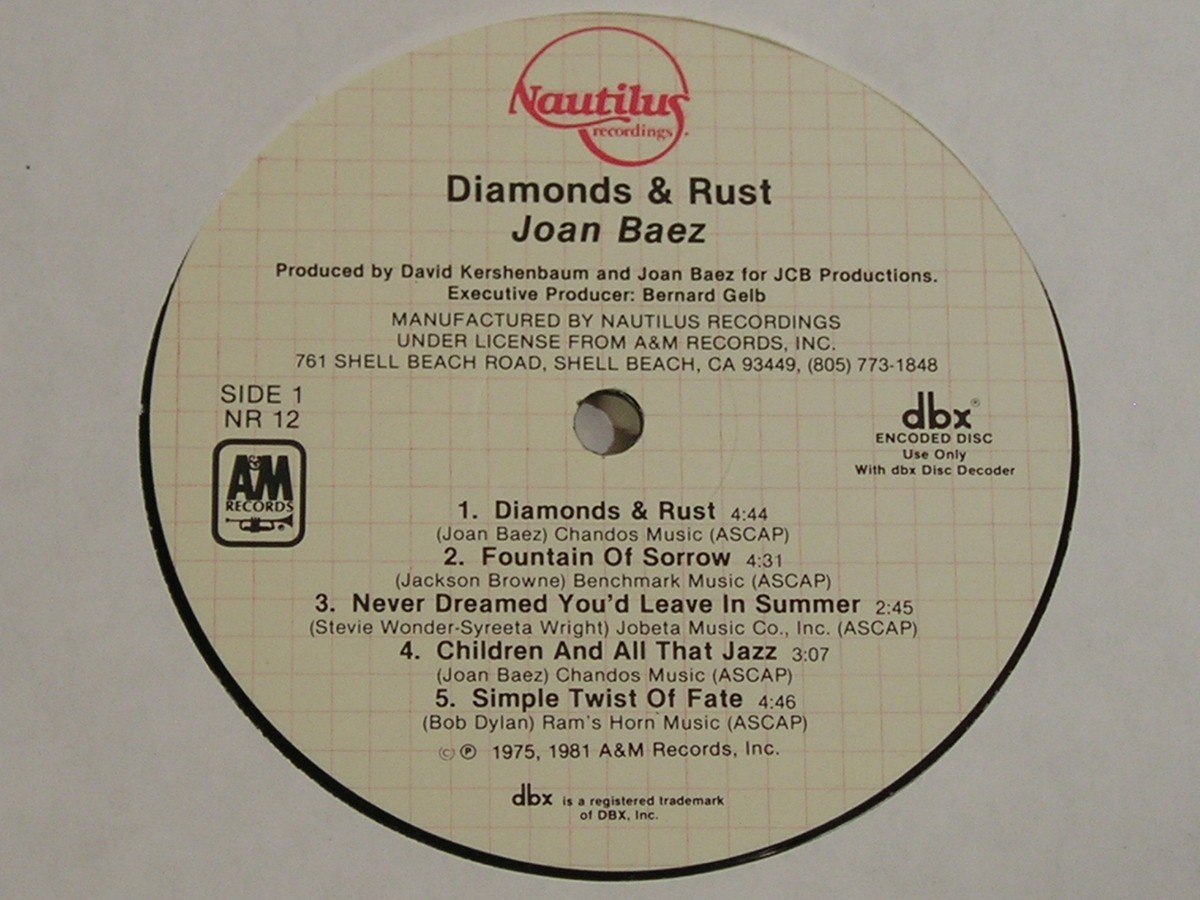 Nautilus
recordings
Diamonds & Rust
Joan Baez
Produced by David Kershenbaum and Joan Baez for JCB Productions.
Executive Producer: Bernard Gelb
MANUFACTURED BY NAUTILUS RECORDINGS
UNDER LICENSE FROM A&M RECORDS, INC.
761 SHELL BEACH ROAD, SHELL BEACH, CA 93449, (805) 773-1848
SIDE 1
NR 12
A&M
RECORDS
dbx®
ENCODED DISC
Use Only
With dbx Disc Decoder
1. Diamonds & Rust 4:44
(Joan Baez) Chandos Music (ASCAP)
2. Fountain Of Sorrow 4:31
(Jackson Browne) Benchmark Music (ASCAP)
3. Never Dreamed You'd Leave In Summer 2:45
(Stevie Wonder-Syreeta Wright) Jobeta Music Co., Inc. (ASCAP)
4. Children And All That Jazz 3:07
(Joan Baez) Chandos Music (ASCAP)
5. Simple Twist Of Fate 4:46
(Bob Dylan) Ram's Horn Music (ASCAP)
© ℗ 1975, 1981 A&M Records, Inc.
dbx is a registered trademark
of DBX, Inc.